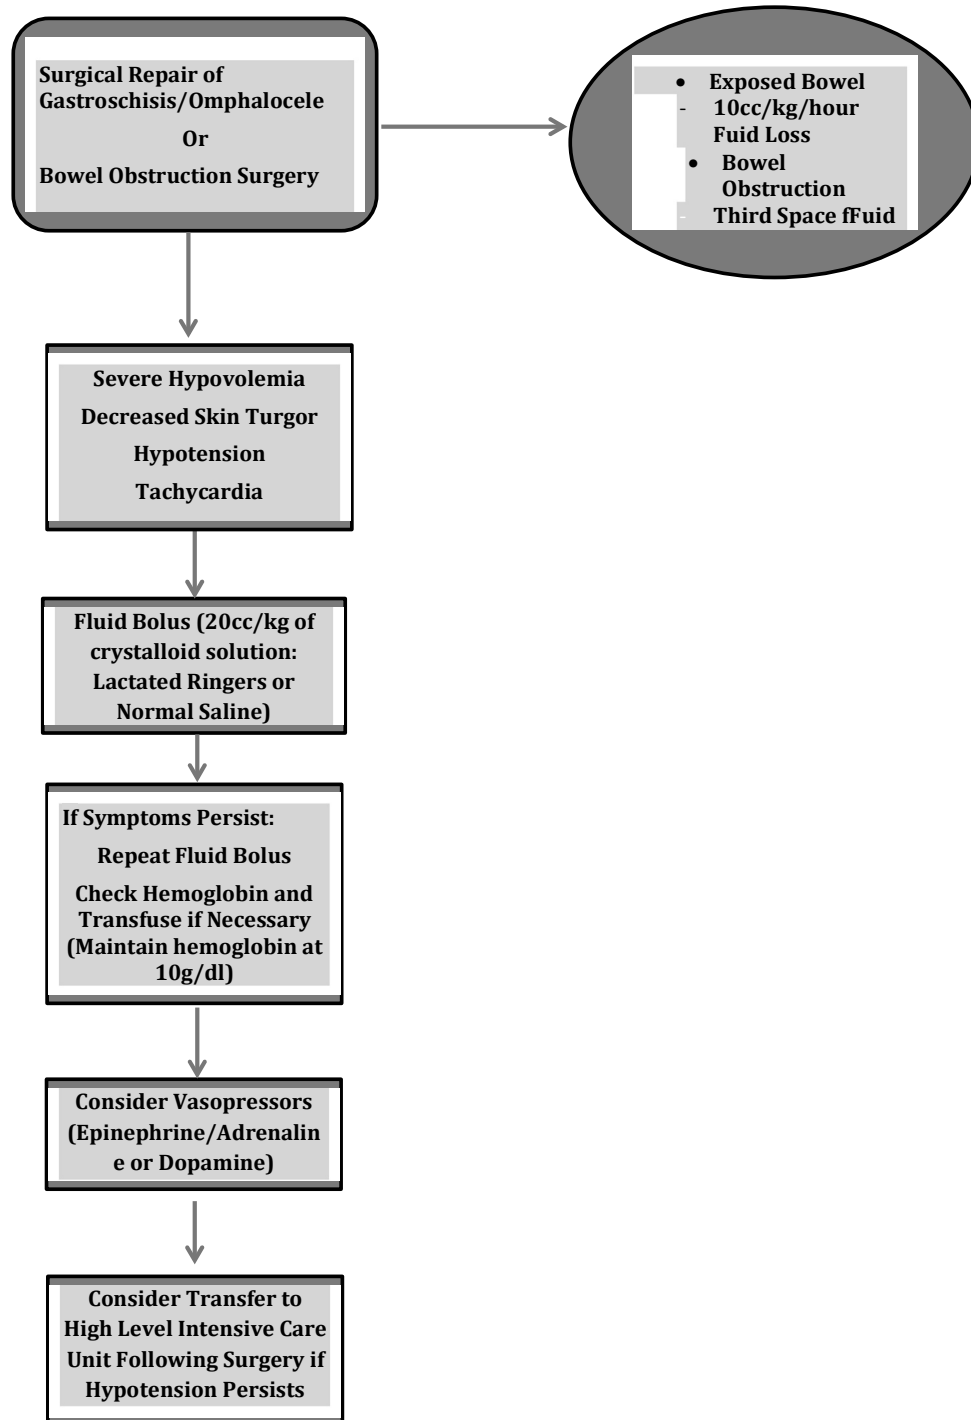 Surgical Repair of
Gastroschisis/Omphalocele
Or
Bowel Obstruction Surgery
• Exposed Bowel
- 10cc/kg/hour
Fuid Loss
• Bowel
Obstruction
- Third Space fFuid
Severe Hypovolemia
Decreased Skin Turgor
Hypotension
Tachycardia
Fluid Bolus (20cc/kg of
crystalloid solution:
Lactated Ringers or
Normal Saline)
If Symptoms Persist:
Repeat Fluid Bolus
Check Hemoglobin and
Transfuse if Necessary
(Maintain hemoglobin at
10g/dl)
Consider Vasopressors
(Epinephrine/Adrenalin
e or Dopamine)
Consider Transfer to
High Level Intensive Care
Unit Following Surgery if
Hypotension Persists